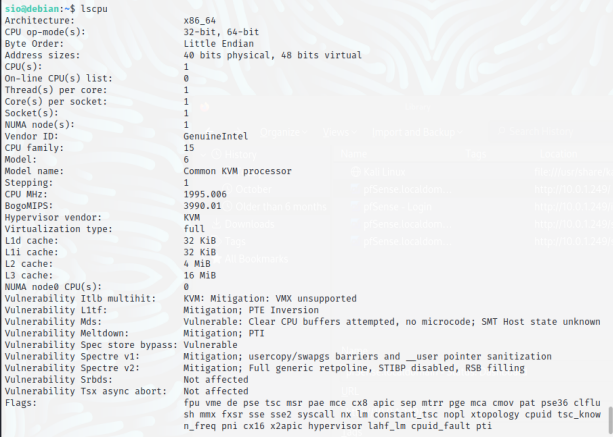 sio@debian:~$ lscpu
Architecture: x86_64
CPU op-mode(s): 32-bit, 64-bit
Byte Order: Little Endian
Address sizes: 40 bits physical, 48 bits virtual
CPU(s): 1
On-line CPU(s) list: 0
Thread(s) per core: 1
Core(s) per socket: 1
Socket(s): 1
NUMA node(s): 1
Vendor ID: GenuineIntel
CPU family: 15
Model: 6
Model name: Common KVM processor
Stepping: 1
CPU MHz: 1995.006
BogoMIPS: 3990.01
Hypervisor vendor: KVM
Virtualization type: full
L1d cache: 32 KiB
L1i cache: 32 KiB
L2 cache: 4 MiB
L3 cache: 16 MiB
NUMA node0 CPU(s): 0
Vulnerability Itlb multihit: KVM: Mitigation: VMX unsupported
Vulnerability L1tf: Mitigation; PTE Inversion
Vulnerability Mds: Vulnerable: Clear CPU buffers attempted, no microcode; SMT Host state unknown
Vulnerability Meltdown: Mitigation; PTI
Vulnerability Spec store bypass: Vulnerable
Vulnerability Spectre v1: Mitigation; usercopy/swapgs barriers and __user pointer sanitization
Vulnerability Spectre v2: Mitigation; Full generic retpoline, STIBP disabled, RSB filling
Vulnerability Srbds: Not affected
Vulnerability Tsx async abort: Not affected
Flags: fpu vme de pse tsc msr pae mce cx8 apic sep mtrr pge mca cmov pat pse36 clflu
sh mmx fxsr sse sse2 syscall nx lm constant_tsc nopl xtopology cpuid tsc_know
n_freq pni cx16 x2apic hypervisor lahf_lm cpuid_fault pti